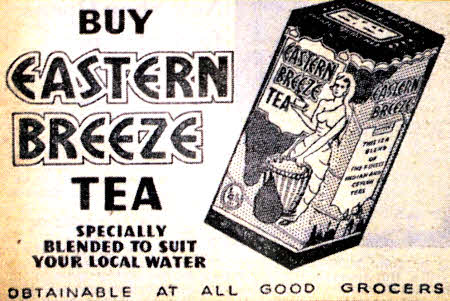 BUY
EASTERN
BREEZE
TEA
SPECIALLY
BLENDED TO SUIT
YOUR LOCAL WATER
EASTERN
BREEZE
TEA
EASTERN
BREEZE
THIS IS A
BLEND
OF
THE FINEST
INDIAN AND
CEYLON
TEAS
OBTAINABLE AT ALL GOOD GROCERS